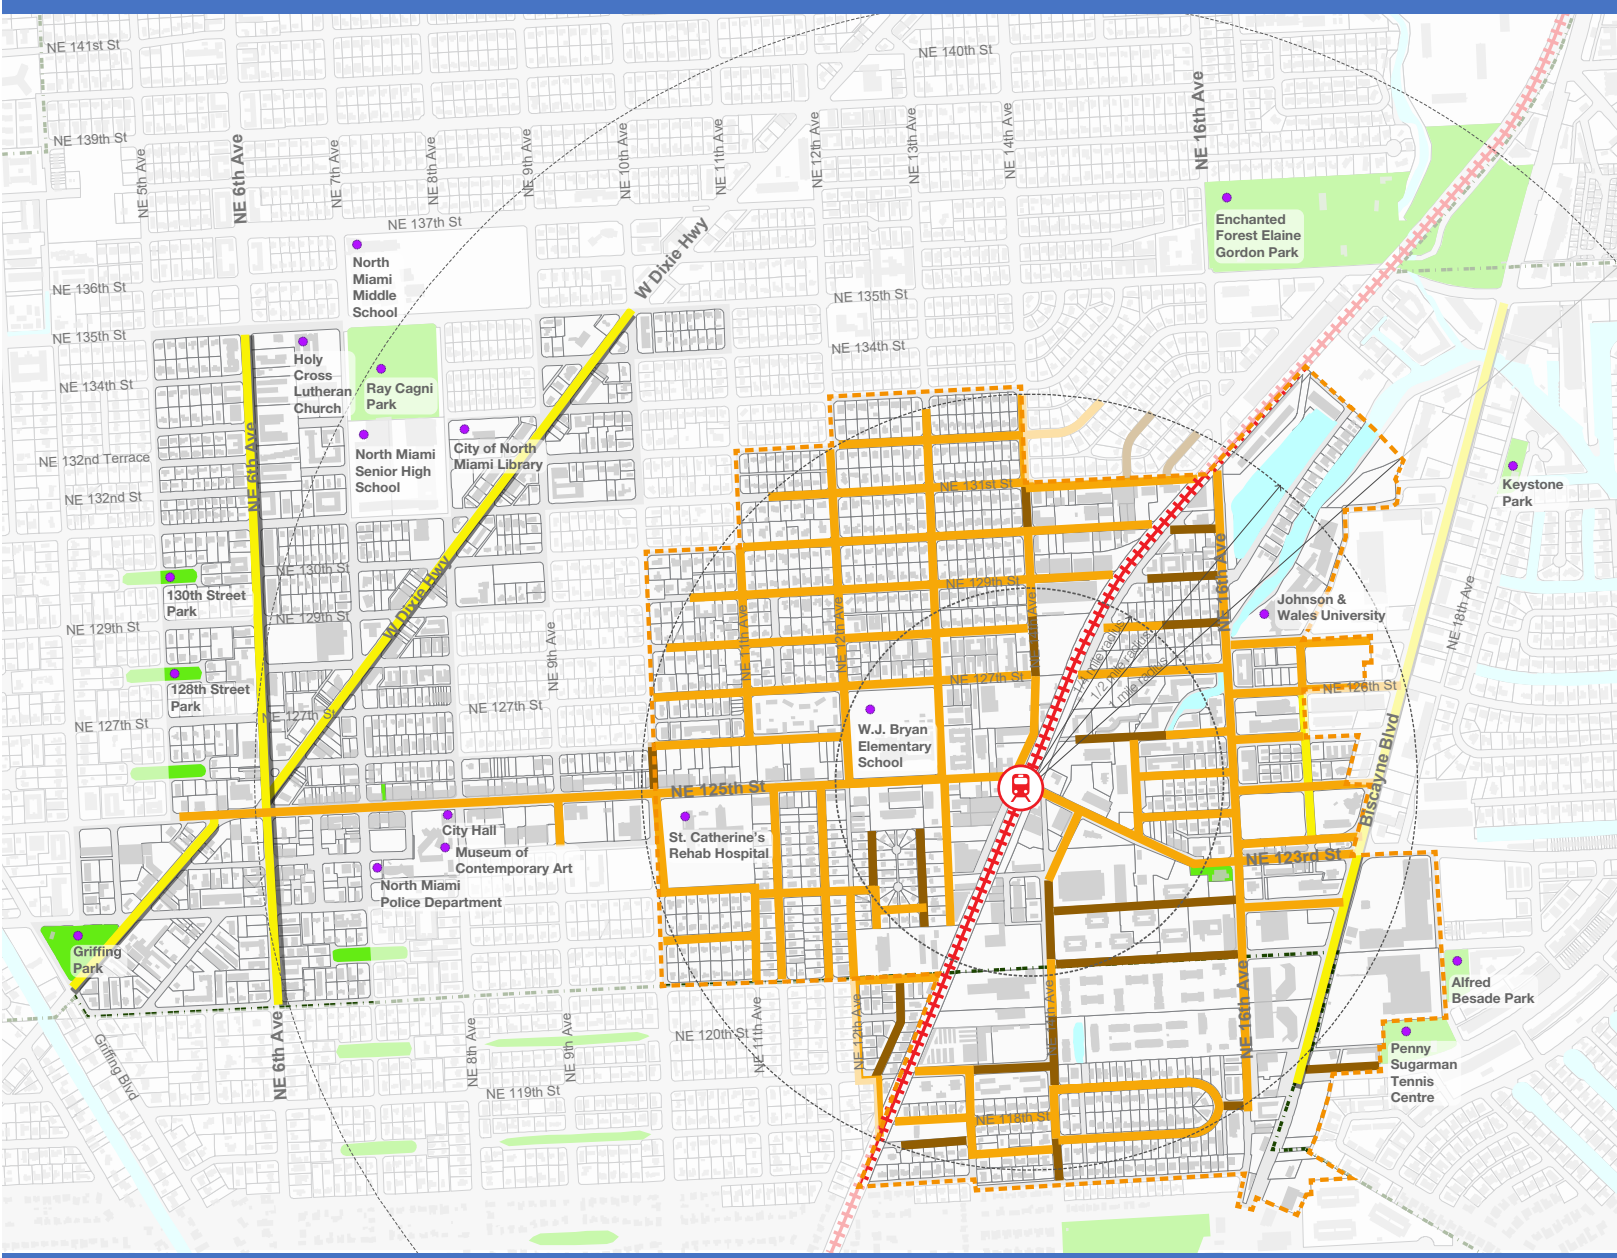 NE 141st St
NE 140th St
NE 139th St
NE 5th Ave
NE 6th Ave
NE 7th Ave
NE 8th Ave
NE 9th Ave
NE 10th Ave
NE 11th Ave
NE 12th Ave
NE 13th Ave
NE 14th Ave
NE 16th Ave
NE 137th St
W Dixie Hwy
North
Miami
Middle
School
Enchanted
Forest Elaine
Gordon Park
NE 136th St
NE 135th St
NE 135th St
NE 134th St
NE 134th St
Holy
Cross
Lutheran
Church
Ray Cagni
Park
NE 132nd Terrace
NE 132nd St
NE 6th Ave
North Miami
Senior High
School
City of North
Miami Library
Keystone
Park
NE 131st St
NE 130th St
NE 129th St
NE 129th St
NE 129th St
130th Street
Park
W Dixie Hwy
NE 9th Ave
NE 11th Ave
NE 12th Ave
NE 16th Ave
NE 18th Ave
Johnson &
Wales University
1/4 mile radius
1/2 mile radius
1 mile radius
128th Street
Park
NE 127th St
NE 127th St
NE 127th St
NE 127th St
NE 126th St
W.J. Bryan
Elementary
School
Biscayne Blvd
NE 125th St
City Hall
Museum of
Contemporary Art
North Miami
Police Department
St. Catherine's
Rehab Hospital
NE 123rd St
Griffing
Park
Alfred
Besade Park
Penny
Sugarman
Tennis
Centre
Griffing Blvd
NE 6th Ave
NE 8th Ave
NE 9th Ave
NE 11th Ave
NE 12th Ave
NE 16th Ave
NE 120th St
NE 119th St
NE 118th St